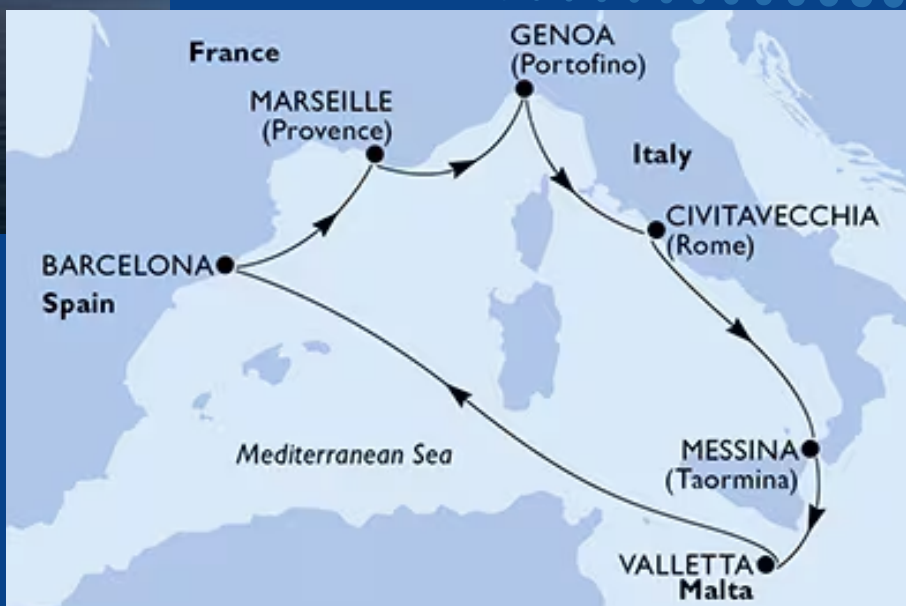 France
GENOA
(Portofino)
MARSEILLE
(Provence)
Italy
CIVITAVECCHIA
(Rome)
BARCELONA
Spain
Mediterranean Sea
MESSINA
(Taormina)
VALLETTA
Malta